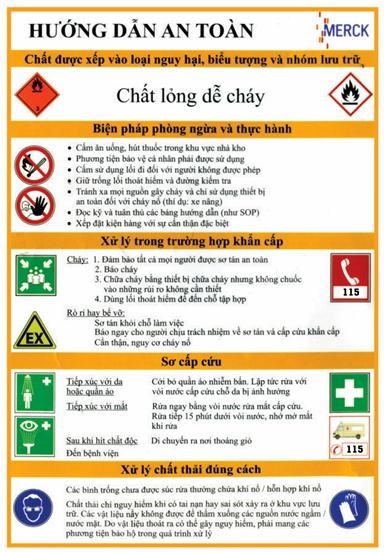 HƯỚNG DẪN AN TOÀN
MERCK
Chất được xếp vào loại nguy hại, biểu tượng và nhóm lưu trữ
3
Chất lỏng dễ cháy
Biện pháp phòng ngừa và thực hành
• Cấm ăn uống, hút thuốc trong khu vực nhà kho
• Phương tiện bảo vệ cá nhân phải được sử dụng
• Cấm sử dụng lối đi đối với người không được phép
• Giữ trống lối thoát hiểm và đường kiểm tra
• Tránh xa mọi nguồn gây cháy và chỉ sử dụng thiết bị
an toàn đối với cháy nổ (thí dụ: xe nâng)
• Đọc kỹ và tuân thủ các bảng hướng dẫn (như SOP)
• Xếp đặt kiện hàng với sự cẩn thận đặc biệt
Xử lý trong trường hợp khẩn cấp
Cháy: 1. Đảm bảo tất cả mọi người được sơ tán an toàn
2. Báo cháy
3. Chữa cháy bằng thiết bị chữa cháy nhưng không chuốc
vào những rủi ro không cần thiết
4. Dùng lối thoát hiểm để đến chỗ tập hợp
115
Rò rỉ hay bể vỡ:
Sơ tán khỏi chỗ làm việc
Báo ngay cho người chịu trách nhiệm về sơ tán và cấp cứu khẩn cấp
Cẩn thận, nguy cơ cháy nổ
EX
Sơ cấp cứu
Tiếp xúc với da Cởi bỏ quần áo nhiễm bẩn. Lập tức rửa với
hoặc quần áo vòi nước cấp cứu chỗ da bị ảnh hưởng
Tiếp xúc với mắt Rửa ngay bằng vòi nước rửa mắt cấp cứu.
Rửa tiếp 15 phút dưới vòi nước, nhớ mở mắt
khi rửa
Sau khi hít chất độc Di chuyển ra nơi thoáng gió
115
Đến bệnh viện
Xử lý chất thải đúng cách
Các bình trống chưa được súc rửa thường chứa khí nổ / hỗn hợp khí nổ
Chất thải chỉ nguy hiểm khi có tai nạn hay sai sót xảy ra ở khu vực lưu
trữ. Các vật liệu này không được để thấm xuống các nguồn nước ngầm /
nước mặt. Do vật liệu thoát ra có thể gây nguy hiểm, phải mang các
phương tiện bảo hộ trong quá trình xử lý